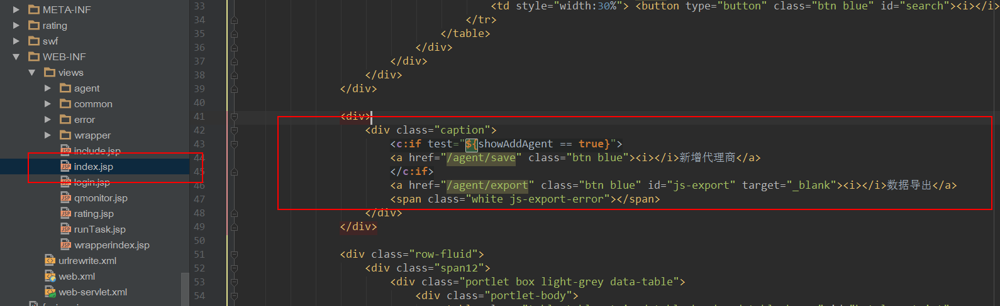 META-INF
rating
swf
WEB-INF
views
agent
common
error
wrapper
include.jsp
index.jsp
login.jsp
qmonitor.jsp
rating.jsp
runTask.jsp
wrapperindex.jsp
urlrewrite.xml
web.xml
web-servlet.xml
33 <td style="width:30%"> <button type="button" class="btn blue" id="search"><i></i>
34 </tr>
35 </table>
36 </div>
37 </div>
38 </div>
39 </div>
40
41 <div>
42 <div class="caption">
43 <c:if test="${showAddAgent == true}">
44 <a href="/agent/save" class="btn blue"><i></i>新增代理商</a>
45 </c:if>
46 <a href="/agent/export" class="btn blue" id="js-export" target="_blank"><i></i>数据导出</a>
47 <span class="white js-export-error"></span>
48 </div>
49 </div>
50
51 <div class="row-fluid">
52 <div class="span12">
53 <div class="portlet box light-grey data-table">
54 <div class="portlet-body">